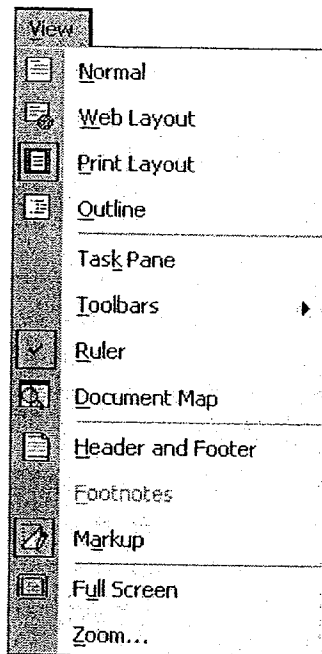 View
Normal
Web Layout
Print Layout
Outline
Task Pane
Toolbars
Ruler
Document Map
Header and Footer
Footnotes
Markup
Full Screen
Zoom...